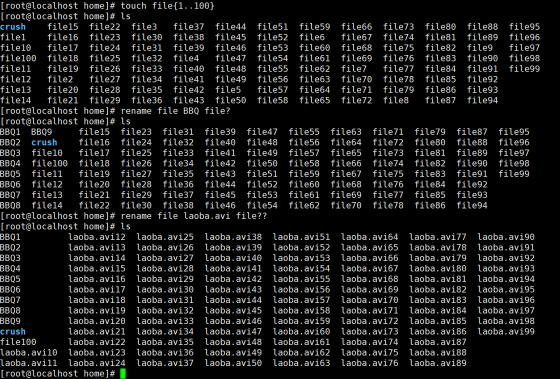 [root@localhost home]# touch file{1..100}
[root@localhost home]# ls
crush file15 file22 file3 file37 file44 file51 file59 file66 file73 file80 file88 file95
file1 file16 file23 file30 file38 file45 file52 file6 file67 file74 file81 file89 file96
file10 file17 file24 file31 file39 file46 file53 file60 file68 file75 file82 file9 file97
file100 file18 file25 file32 file4 file47 file54 file61 file69 file76 file83 file90 file98
file11 file19 file26 file33 file40 file48 file55 file62 file7 file77 file84 file91 file99
file12 file2 file27 file34 file41 file49 file56 file63 file70 file78 file85 file92
file13 file20 file28 file35 file42 file5 file57 file64 file71 file79 file86 file93
file14 file21 file29 file36 file43 file50 file58 file65 file72 file8 file87 file94
[root@localhost home]# rename file BBQ file?
[root@localhost home]# ls
BBQ1 BBQ9 file15 file23 file31 file39 file47 file55 file63 file71 file79 file87 file95
BBQ2 crush file16 file24 file32 file40 file48 file56 file64 file72 file80 file88 file96
BBQ3 file10 file17 file25 file33 file41 file49 file57 file65 file73 file81 file89 file97
BBQ4 file100 file18 file26 file34 file42 file50 file58 file66 file74 file82 file90 file98
BBQ5 file11 file19 file27 file35 file43 file51 file59 file67 file75 file83 file91 file99
BBQ6 file12 file20 file28 file36 file44 file52 file60 file68 file76 file84 file92
BBQ7 file13 file21 file29 file37 file45 file53 file61 file69 file77 file85 file93
BBQ8 file14 file22 file30 file38 file46 file54 file62 file70 file78 file86 file94
[root@localhost home]# rename file laoba.avi file??
[root@localhost home]# ls
BBQ1 laoba.avi12 laoba.avi25 laoba.avi38 laoba.avi51 laoba.avi64 laoba.avi77 laoba.avi90
BBQ2 laoba.avi13 laoba.avi26 laoba.avi39 laoba.avi52 laoba.avi65 laoba.avi78 laoba.avi91
BBQ3 laoba.avi14 laoba.avi27 laoba.avi40 laoba.avi53 laoba.avi66 laoba.avi79 laoba.avi92
BBQ4 laoba.avi15 laoba.avi28 laoba.avi41 laoba.avi54 laoba.avi67 laoba.avi80 laoba.avi93
BBQ5 laoba.avi16 laoba.avi29 laoba.avi42 laoba.avi55 laoba.avi68 laoba.avi81 laoba.avi94
BBQ6 laoba.avi17 laoba.avi30 laoba.avi43 laoba.avi56 laoba.avi69 laoba.avi82 laoba.avi95
BBQ7 laoba.avi18 laoba.avi31 laoba.avi44 laoba.avi57 laoba.avi70 laoba.avi83 laoba.avi96
BBQ8 laoba.avi19 laoba.avi32 laoba.avi45 laoba.avi58 laoba.avi71 laoba.avi84 laoba.avi97
BBQ9 laoba.avi20 laoba.avi33 laoba.avi46 laoba.avi59 laoba.avi72 laoba.avi85 laoba.avi98
crush laoba.avi21 laoba.avi34 laoba.avi47 laoba.avi60 laoba.avi73 laoba.avi86 laoba.avi99
file100 laoba.avi22 laoba.avi35 laoba.avi48 laoba.avi61 laoba.avi74 laoba.avi87
laoba.avi10 laoba.avi23 laoba.avi36 laoba.avi49 laoba.avi62 laoba.avi75 laoba.avi88
laoba.avi11 laoba.avi24 laoba.avi37 laoba.avi50 laoba.avi63 laoba.avi76 laoba.avi89
[root@localhost home]#